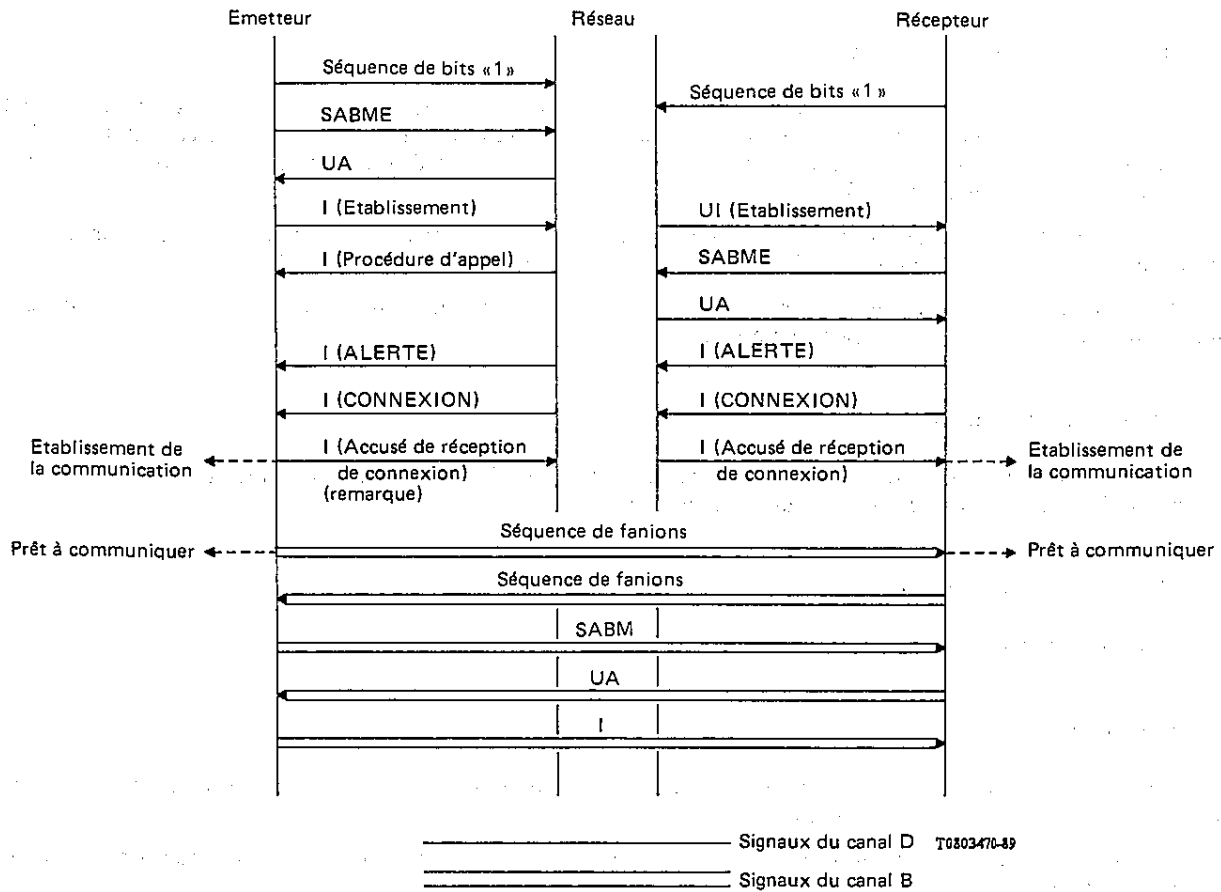 Emetteur
Réseau
Récepteur
Séquence de bits «1»
Séquence de bits «1»
SABME
UA
I (Etablissement)
UI (Etablissement)
I (Procédure d'appel)
SABME
UA
I (ALERTE)
I (ALERTE)
I (CONNEXION)
I (CONNEXION)
Etablissement de
la communication
I (Accusé de réception
de connexion)
(remarque)
I (Accusé de réception
de connexion)
Etablissement de
la communication
Séquence de fanions
Prêt à communiquer
Prêt à communiquer
Séquence de fanions
SABM
UA
I
Signaux du canal D
T0803470-89
Signaux du canal B